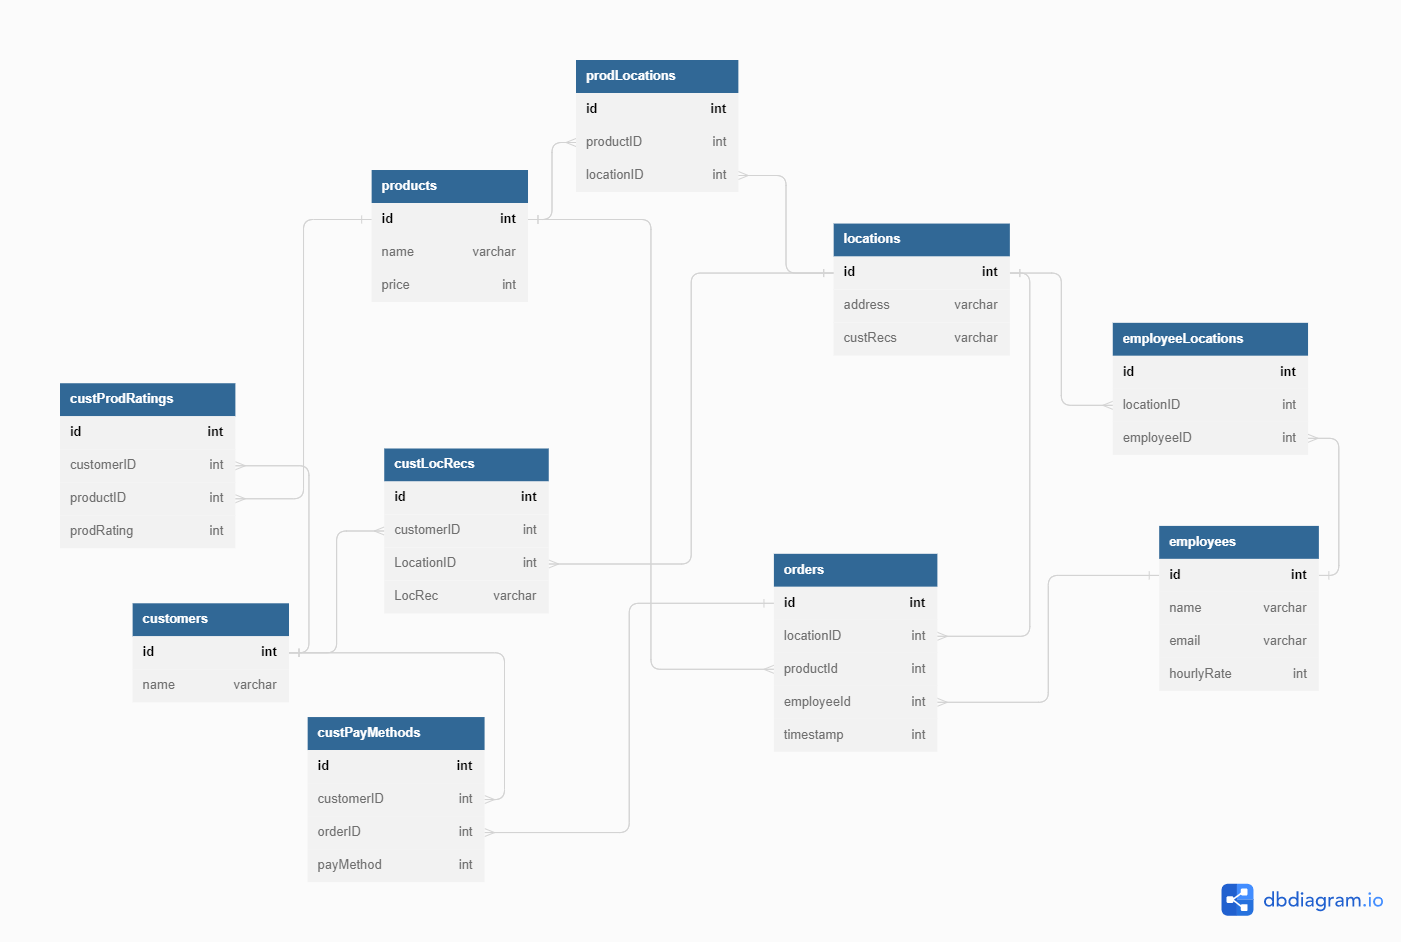 prodLocations
id int
productID int
locationID int
products
id int
name varchar
price int
locations
id int
address varchar
custRecs varchar
employeeLocations
id int
locationID int
employeeID int
custProdRatings
id int
customerID int
productID int
prodRating int
custLocRecs
id int
customerID int
LocationID int
LocRec varchar
employees
id int
name varchar
email varchar
hourlyRate int
orders
id int
locationID int
productId int
employeeId int
timestamp int
customers
id int
name varchar
custPayMethods
id int
customerID int
orderID int
payMethod int
dbdiagram.io